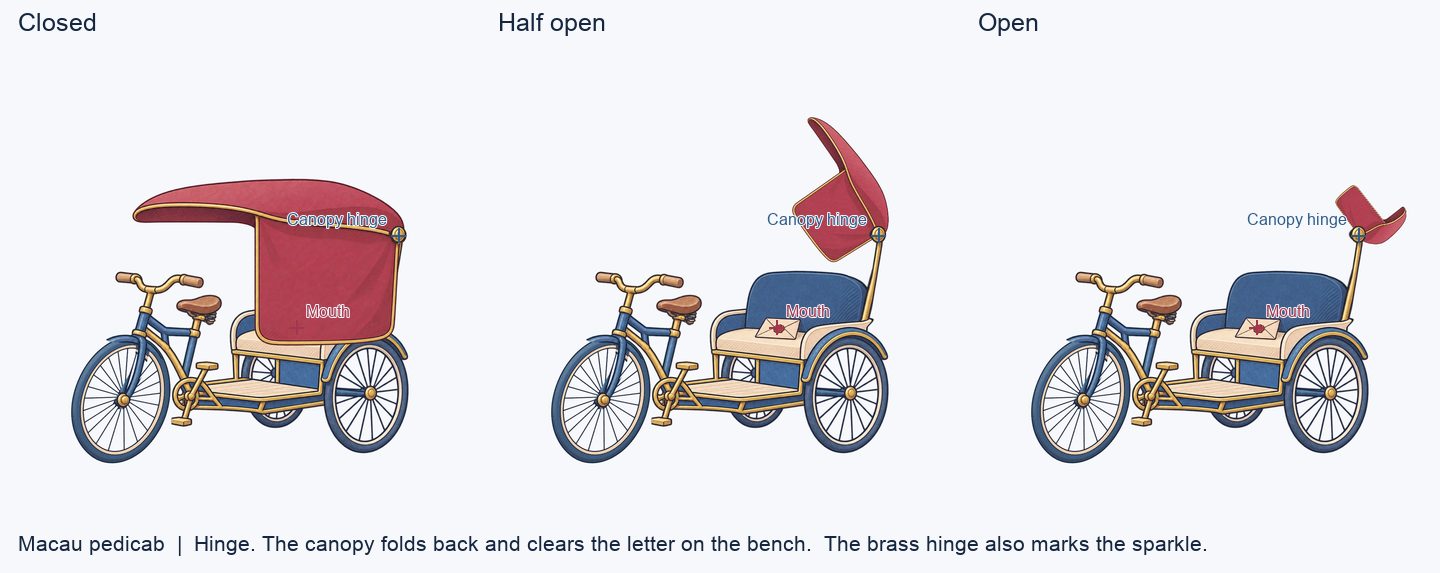 Closed
Half open
Open
Canopy hinge
Canopy hinge
Canopy hinge
Mouth
Mouth
Mouth
Macau pedicab | Hinge. The canopy folds back and clears the letter on the bench. The brass hinge also marks the sparkle.